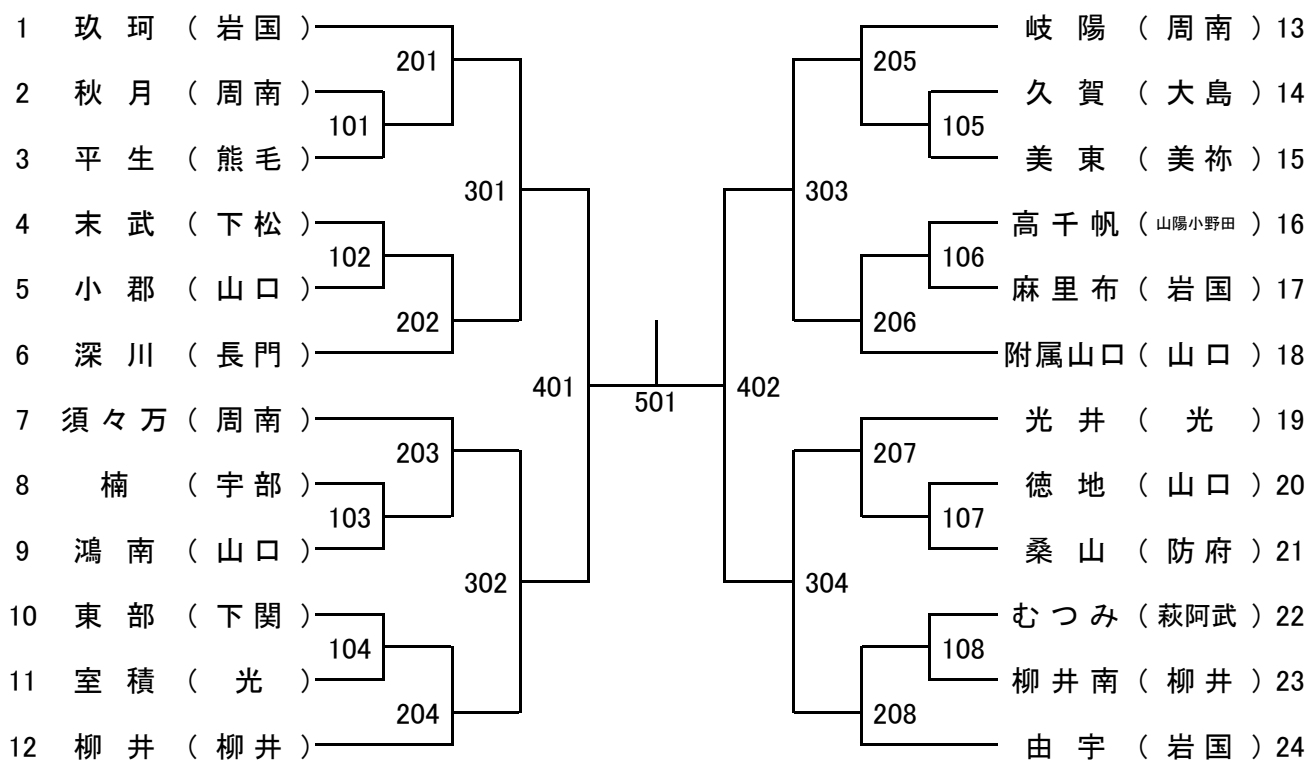 1 玖珂 (岩国)
201
2 秋月 (周南)
101
3 平生 (熊毛)
301
4 末武 (下松)
102
5 小郡 (山口)
202
6 深川 (長門)
401
7 須々万 (周南)
203
8 楠 (宇部)
103
9 鴻南 (山口)
302
10 東部 (下関)
104
11 室積 (光)
204
12 柳井 (柳井)
501
岐陽 (周南) 13
205
久賀 (大島) 14
105
美東 (美祢) 15
303
高千帆 (山陽小野田) 16
106
麻里布 (岩国) 17
206
附属山口 (山口) 18
402
光井 (光) 19
207
徳地 (山口) 20
107
桑山 (防府) 21
304
むつみ (萩阿武) 22
108
柳井南 (柳井) 23
208
由宇 (岩国) 24